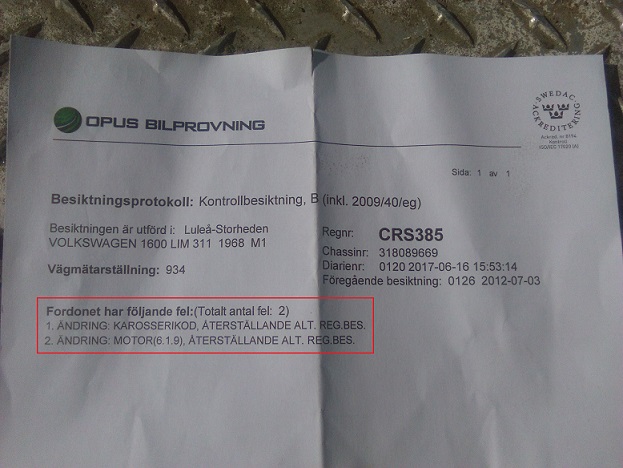 OPUS BILPROVNING
SWEDAC
ACKREDITERING
Ackred. nr
Kontroll
Sida: 1 av 1
Besiktningsprotokoll: Kontrollbesiktning, B (inkl. 2009/40/eg)
Besiktningen är utförd i: Luleå-Storheden
VOLKSWAGEN 1600 LIM 311 1968 M1
Vägmätarställning: 934
Regnr: CRS385
Chassinr: 318089669
Diarienr: 0120 2017-06-16 15:53:14
Föregående besiktning: 0126 2012-07-03
Fordonet har följande fel:(Totalt antal fel: 2)
1. ÄNDRING: KAROSSERIKOD, ÅTERSTÄLLANDE ALT. REG.BES.
2. ÄNDRING: MOTOR(6.1.9), ÅTERSTÄLLANDE ALT. REG.BES.